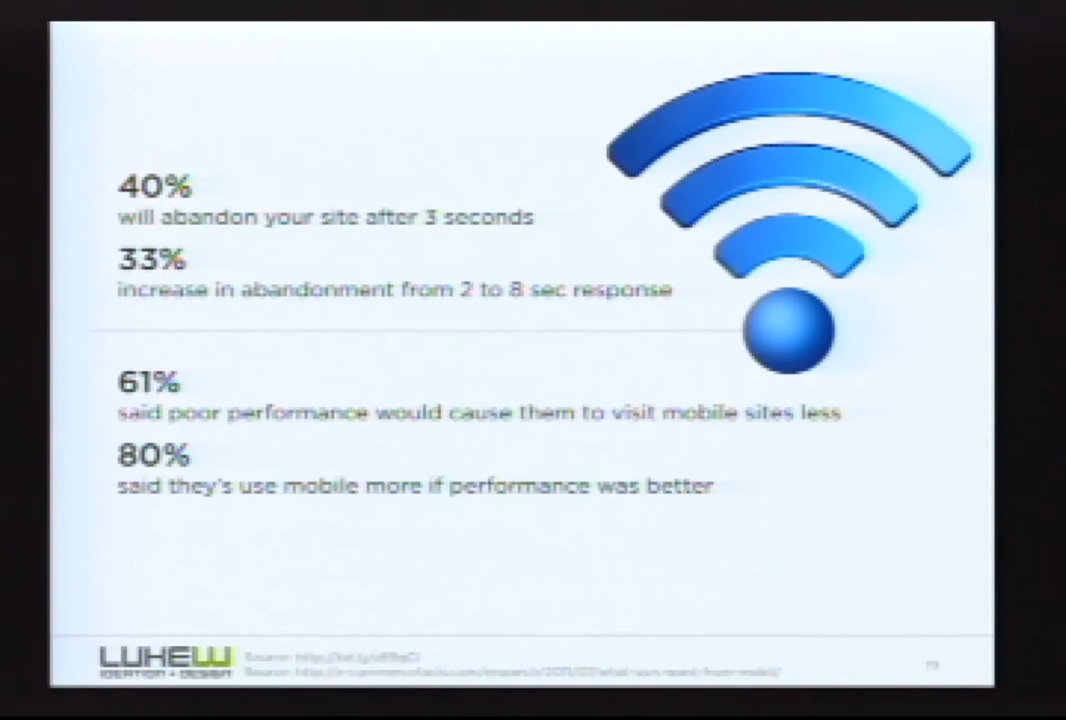 40%
will abandon your site after 3 seconds
33%
increase in abandonment from 2 to 8 sec response
61%
said poor performance would cause them to visit mobile sites less
80%
said they's use mobile more if performance was better
LUKEW
IDEATION + DESIGN
Source:
Source: